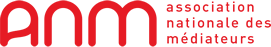 anm
association
nationale des
médiateurs